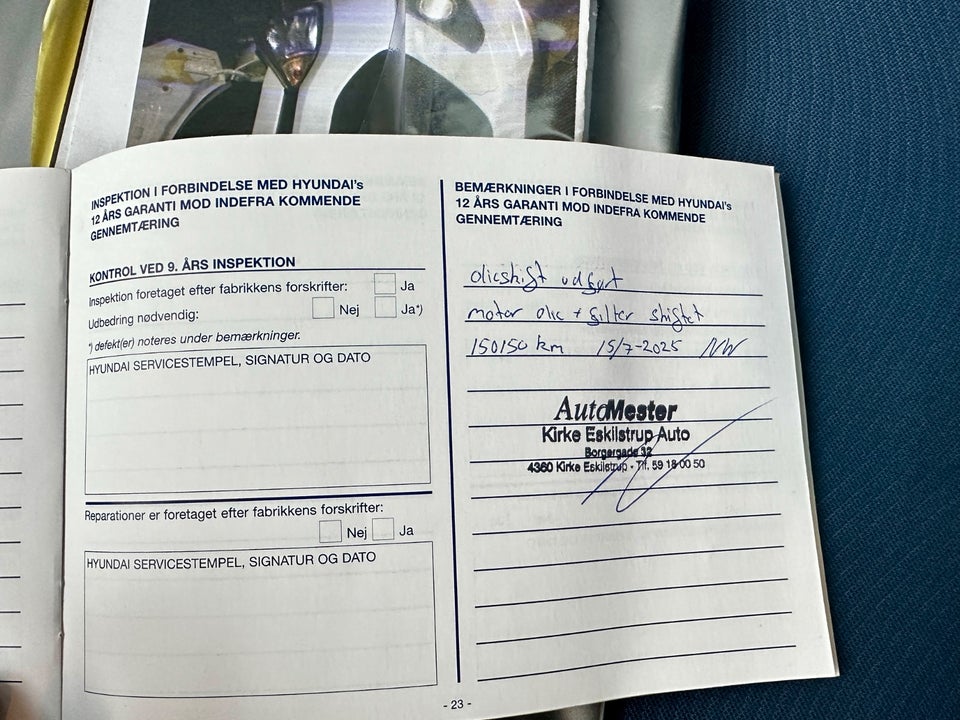 INSPEKTION I FORBINDELSE MED HYUNDAI's
12 ÅRS GARANTI MOD INDEFRA KOMMENDE
GENNEMTÆRING
KONTROL VED 9. ÅRS INSPEKTION
Inspektion foretaget efter fabrikkens forskrifter: Ja
Udbedring nødvendig: Nej Ja*)
*) defekt(er) noteres under bemærkninger.
HYUNDAI SERVICESTEMPEL, SIGNATUR OG DATO
Reparationer er foretaget efter fabrikkens forskrifter:
Nej Ja
HYUNDAI SERVICESTEMPEL, SIGNATUR OG DATO
BEMÆRKNINGER I FORBINDELSE MED HYUNDAI's
12 ÅRS GARANTI MOD INDEFRA KOMMENDE
GENNEMTÆRING
olieskift udført
motor olie + filter skiftet
150150 km 15/7-2025 NW
AutoMester
Kirke Eskilstrup Auto
Borgergade 32
4360 Kirke Eskilstrup - Tlf. 59 18 00 50
- 23 -